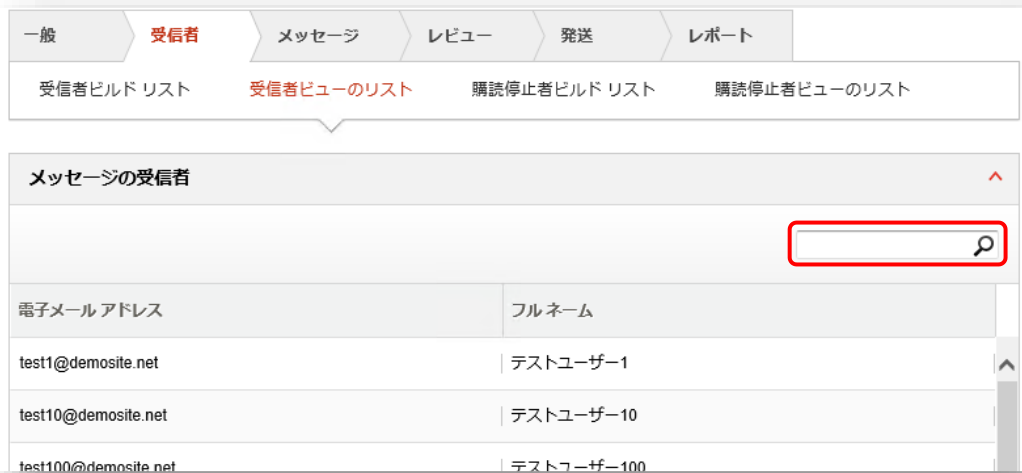 一般 受信者 メッセージ レビュー 発送 レポート
受信者ビルド リスト 受信者ビューのリスト 購読停止者ビルド リスト 購読停止者ビューのリスト
メッセージの受信者
電子メール アドレス フル ネーム
test1@demosite.net テストユーザー1
test10@demosite.net テストユーザー10
test100@demosite.net テストユーザー100